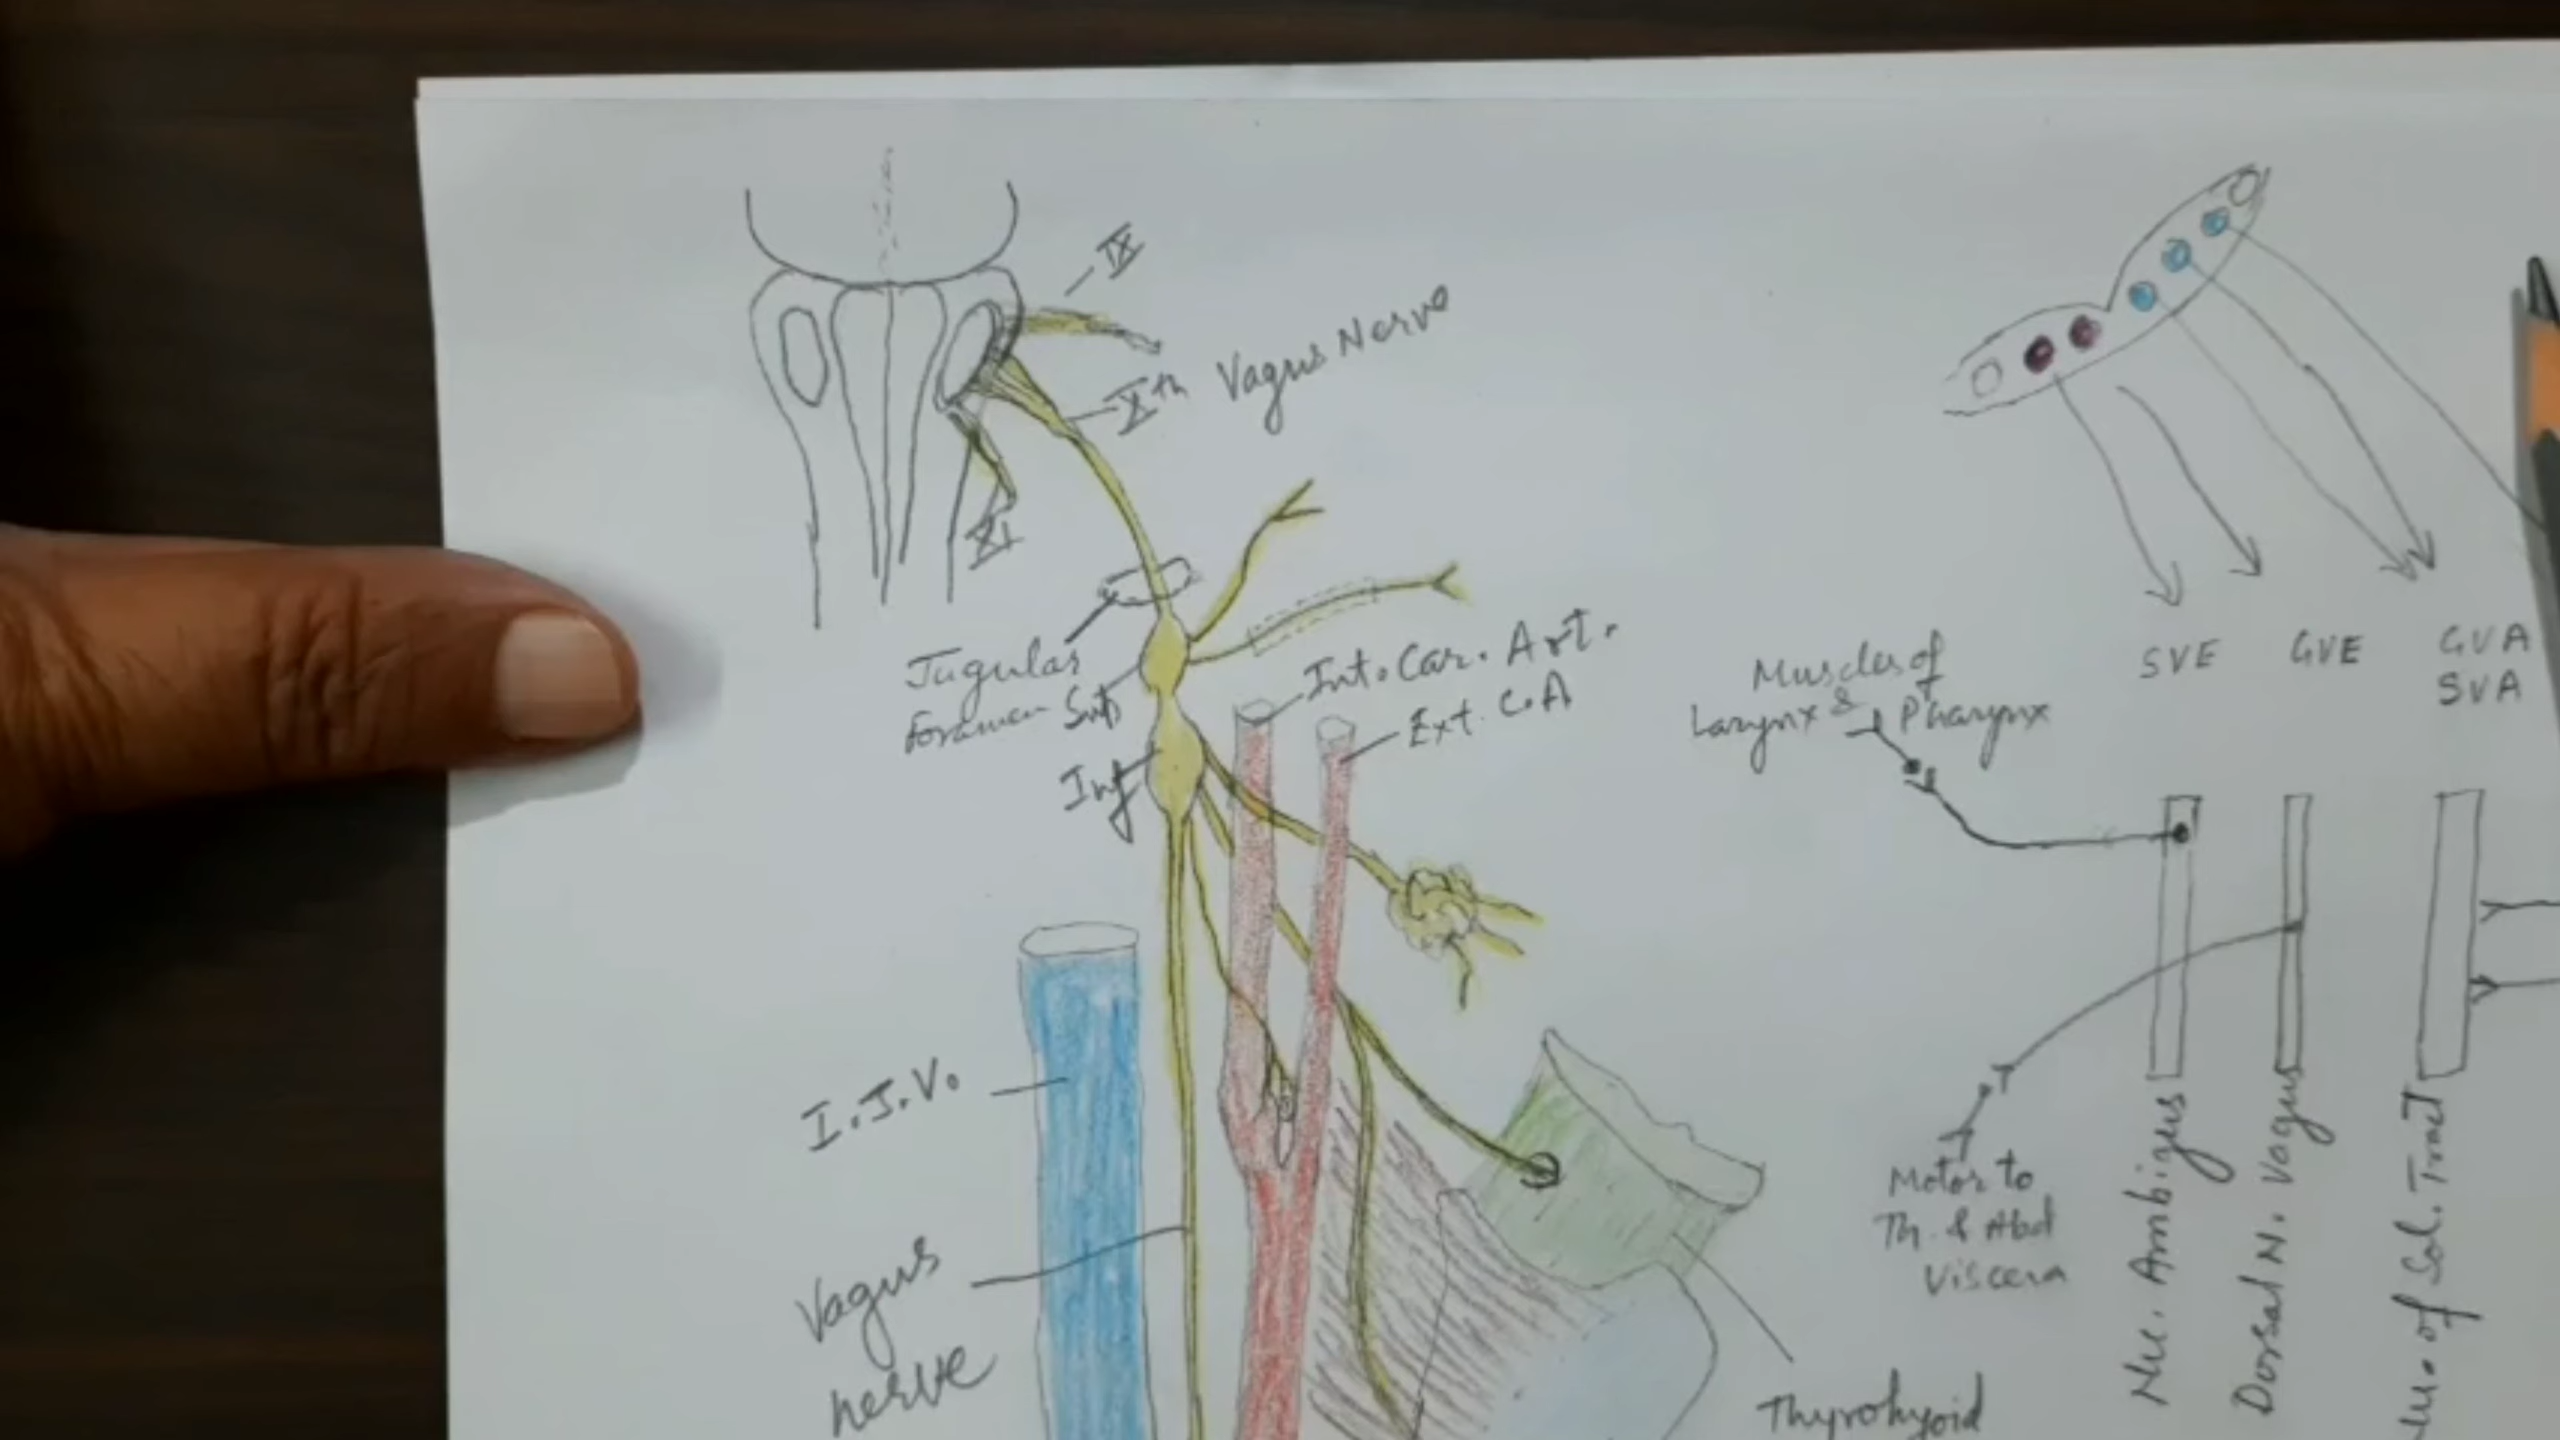 IX
Xth Vagus Nerve
XI
Jugular
Foramen Sup
Inf
Int. Car. Art.
Ext. C.A
I.J.V.
Vagus
nerve
Thyrohyoid
SVE GVE GVA
SVA
Muscles of
Larynx & Pharynx
Motor to
Th. & Abd
Viscera
Nu. Ambigus
Dorsal N. Vagus
Nu. of Sol. Tract